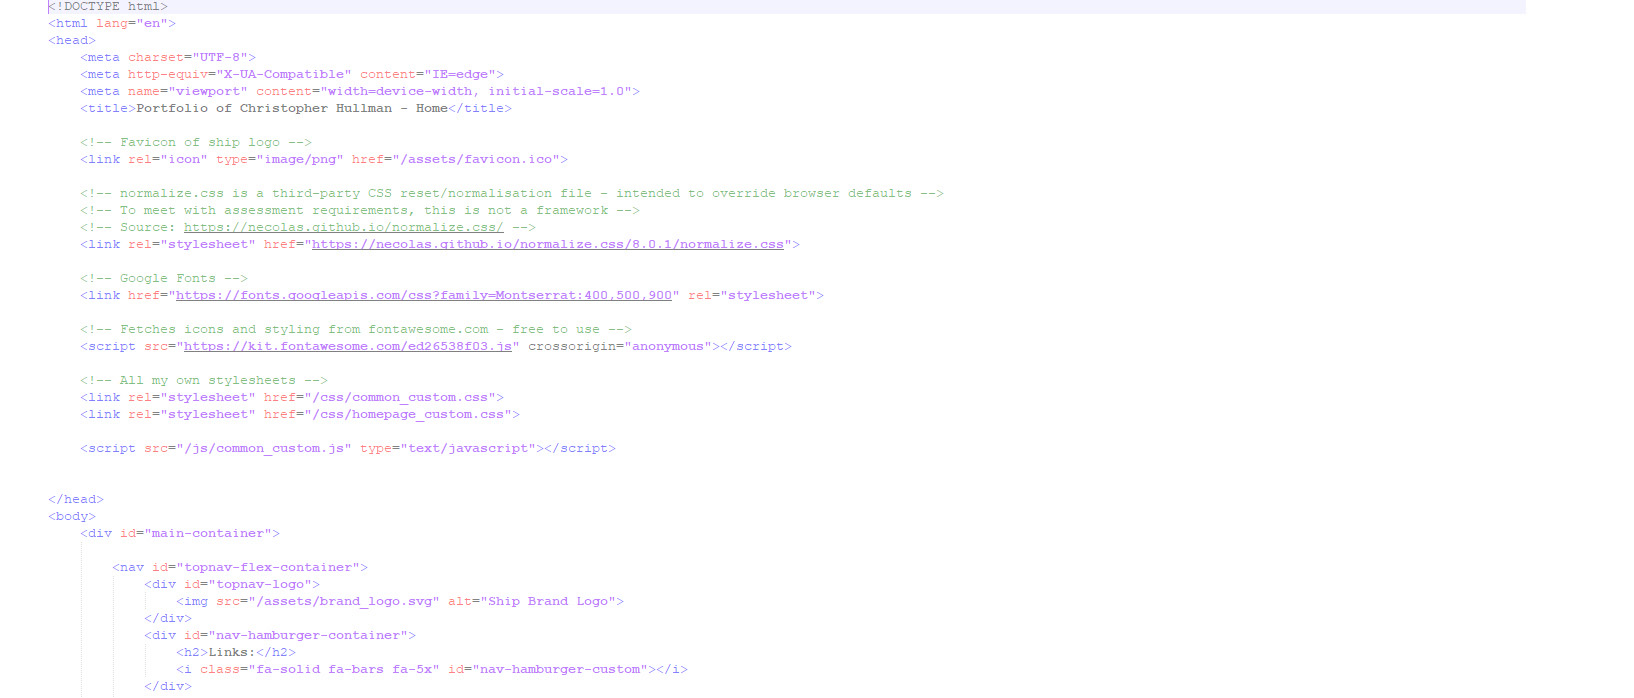 <!DOCTYPE html>
<html lang="en">
<head>
    <meta charset="UTF-8">
    <meta http-equiv="X-UA-Compatible" content="IE=edge">
    <meta name="viewport" content="width=device-width, initial-scale=1.0">
    <title>Portfolio of Christopher Hullman - Home</title>

    <!-- Favicon of ship logo -->
    <link rel="icon" type="image/png" href="/assets/favicon.ico">

    <!-- normalize.css is a third-party CSS reset/normalisation file - intended to override browser defaults -->
    <!-- To meet with assessment requirements, this is not a framework -->
    <!-- Source: https://necolas.github.io/normalize.css/ -->
    <link rel="stylesheet" href="https://necolas.github.io/normalize.css/8.0.1/normalize.css">

    <!-- Google Fonts -->
    <link href="https://fonts.googleapis.com/css?family=Montserrat:400,500,900" rel="stylesheet">

    <!-- Fetches icons and styling from fontawesome.com - free to use -->
    <script src="https://kit.fontawesome.com/ed26538f03.js" crossorigin="anonymous"></script>

    <!-- All my own stylesheets -->
    <link rel="stylesheet" href="/css/common_custom.css">
    <link rel="stylesheet" href="/css/homepage_custom.css">

    <script src="/js/common_custom.js" type="text/javascript"></script>


</head>
<body>
    <div id="main-container">

        <nav id="topnav-flex-container">
            <div id="topnav-logo">
                <img src="/assets/brand_logo.svg" alt="Ship Brand Logo">
            </div>
            <div id="nav-hamburger-container">
                <h2>Links:</h2>
                <i class="fa-solid fa-bars fa-5x" id="nav-hamburger-custom"></i>
            </div>